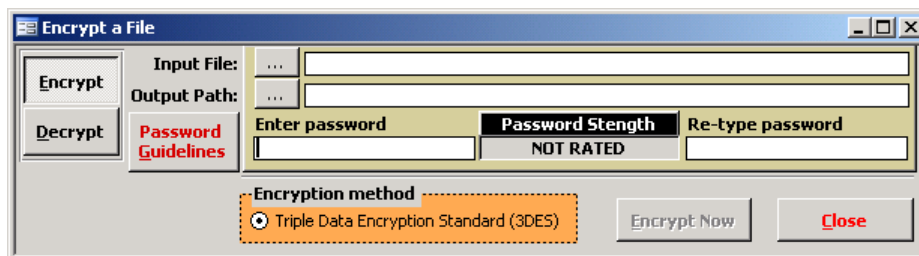 Encrypt a File
Encrypt
Decrypt
Input File:
...
Output Path:
...
Password
Guidelines
Enter password
Password Stength
NOT RATED
Re-type password
Encryption method
Triple Data Encryption Standard (3DES)
Encrypt Now
Close